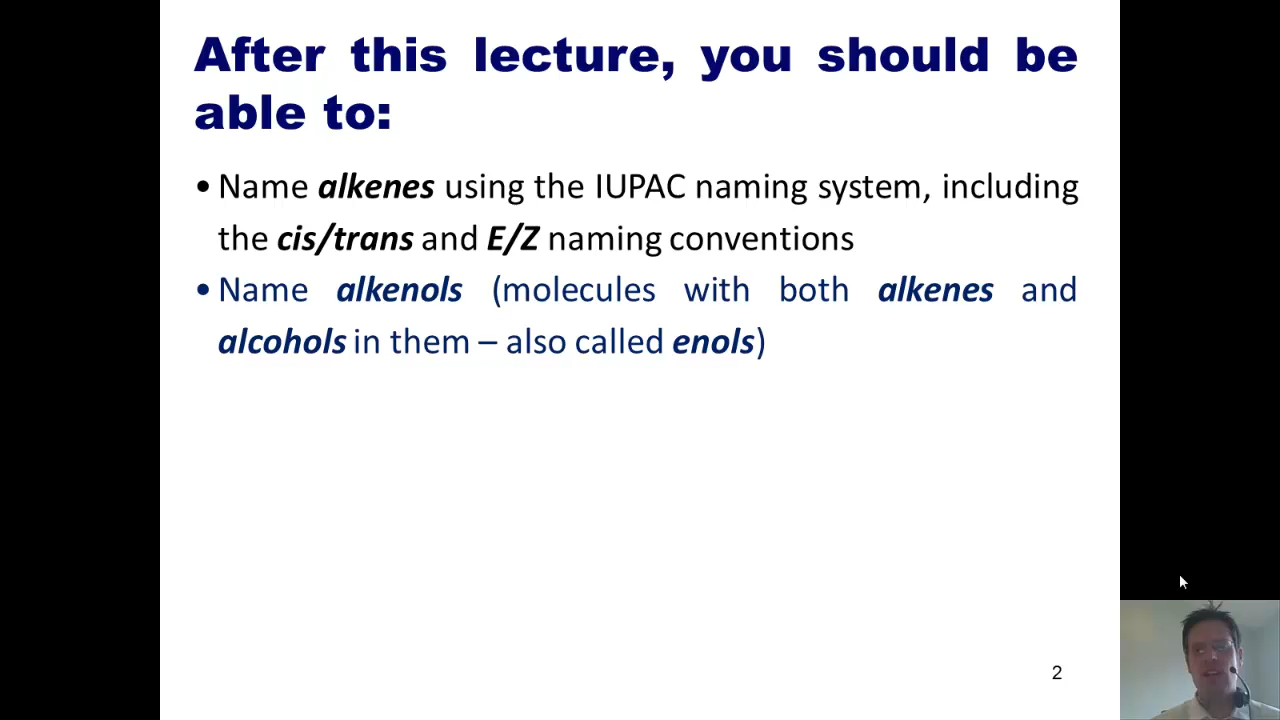 After this lecture, you should be
able to:
• Name alkenes using the IUPAC naming system, including
the cis/trans and E/Z naming conventions
• Name alkenols (molecules with both alkenes and
alcohols in them – also called enols)
2